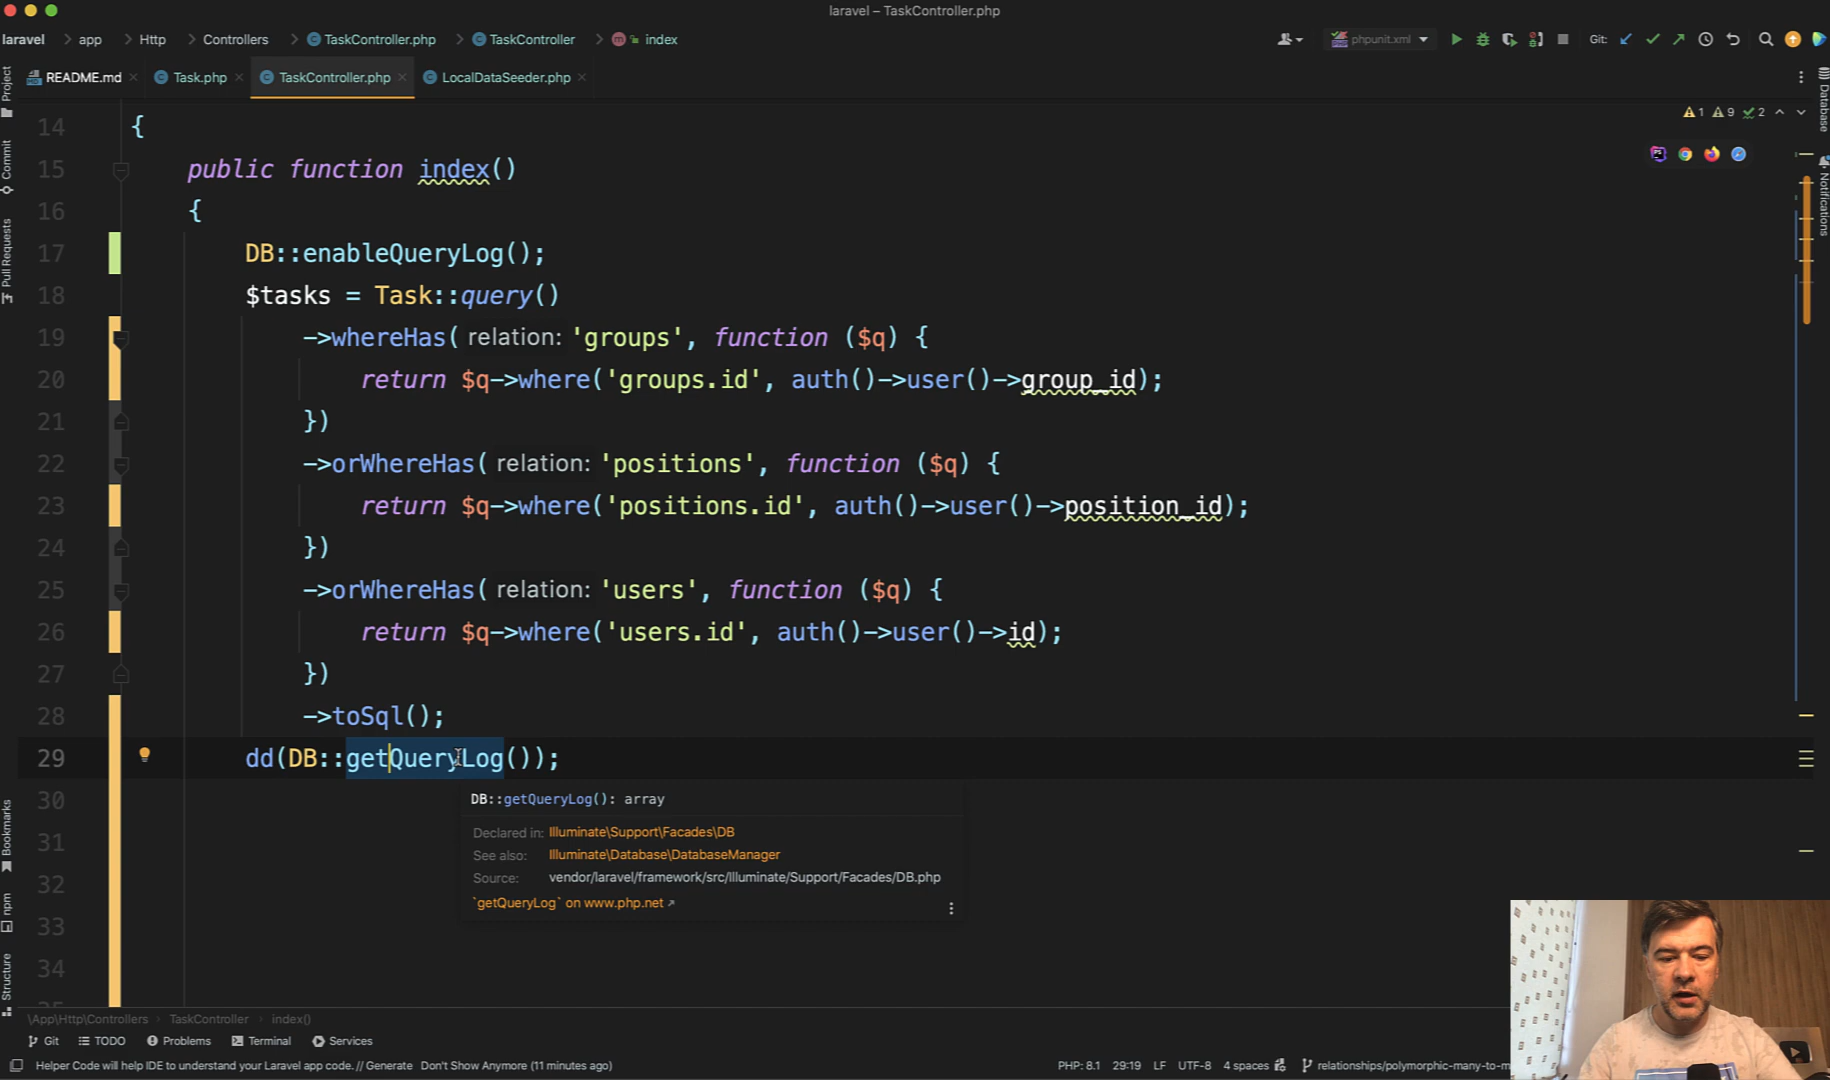 laravel – TaskController.php
laravel > app > Http > Controllers > TaskController.php > TaskController > index
phpunit.xml
Git:
README.md
Task.php
TaskController.php
LocalDataSeeder.php
Project
Commit
Pull Requests
Bookmarks
npm
Structure
Database
Notifications
1 9 2
14 {
15 public function index()
16 {
17 DB::enableQueryLog();
18 $tasks = Task::query()
19 ->whereHas( relation: 'groups', function ($q) {
20 return $q->where('groups.id', auth()->user()->group_id);
21 })
22 ->orWhereHas( relation: 'positions', function ($q) {
23 return $q->where('positions.id', auth()->user()->position_id);
24 })
25 ->orWhereHas( relation: 'users', function ($q) {
26 return $q->where('users.id', auth()->user()->id);
27 })
28 ->toSql();
29 dd(DB::getQueryLog());
30
31
32
33
34
DB::getQueryLog(): array
Declared in: Illuminate\Support\Facades\DB
See also: Illuminate\Database\DatabaseManager
Source: vendor/laravel/framework/src/Illuminate/Support/Facades/DB.php
`getQueryLog` on www.php.net ↗
\App\Http\Controllers > TaskController > index()
Git TODO Problems Terminal Services
Helper Code will help IDE to understand your Laravel app code. // Generate Don't Show Anymore (11 minutes ago)
PHP: 8.1 29:19 LF UTF-8 4 spaces relationships/polymorphic-many-to-m